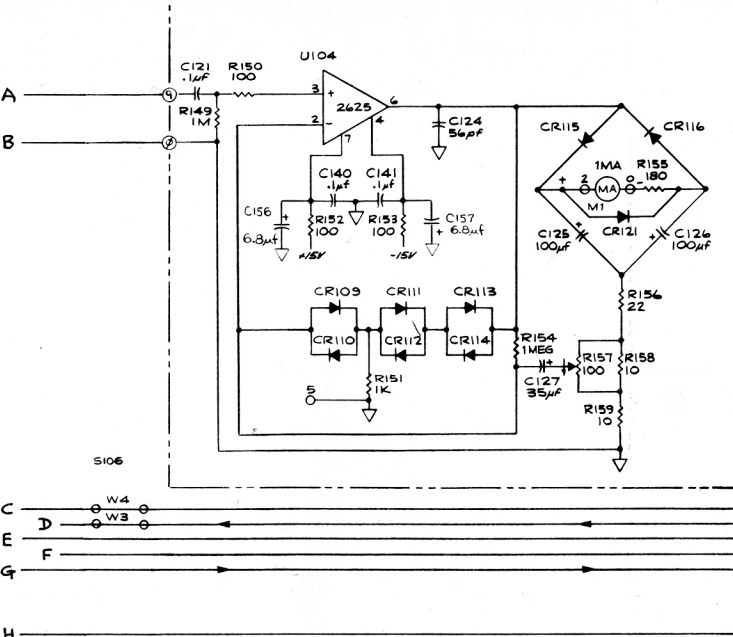 U104
C121
.1µf
R150
100
A
9
3
+
2625
6
R149
1M
2
-
C124
56pf
CR115
CR116
B
7
4
1MA
R155
180
C140
.1µf
C141
.1µf
+
2
MA
0
-
M1
C156
+
6.8µf
R152
100
R153
100
C157
+ 6.8µf
CR121
C125
+
100µf
+
C126
100µf
+15V
-15V
R156
22
CR109
CR111
CR113
CR110
CR112
CR114
R154
1MEG
R157
100
R158
10
+
C127
35µf
R151
1K
5
R159
10
S106
C
W4
D
W3
E
F
G
H